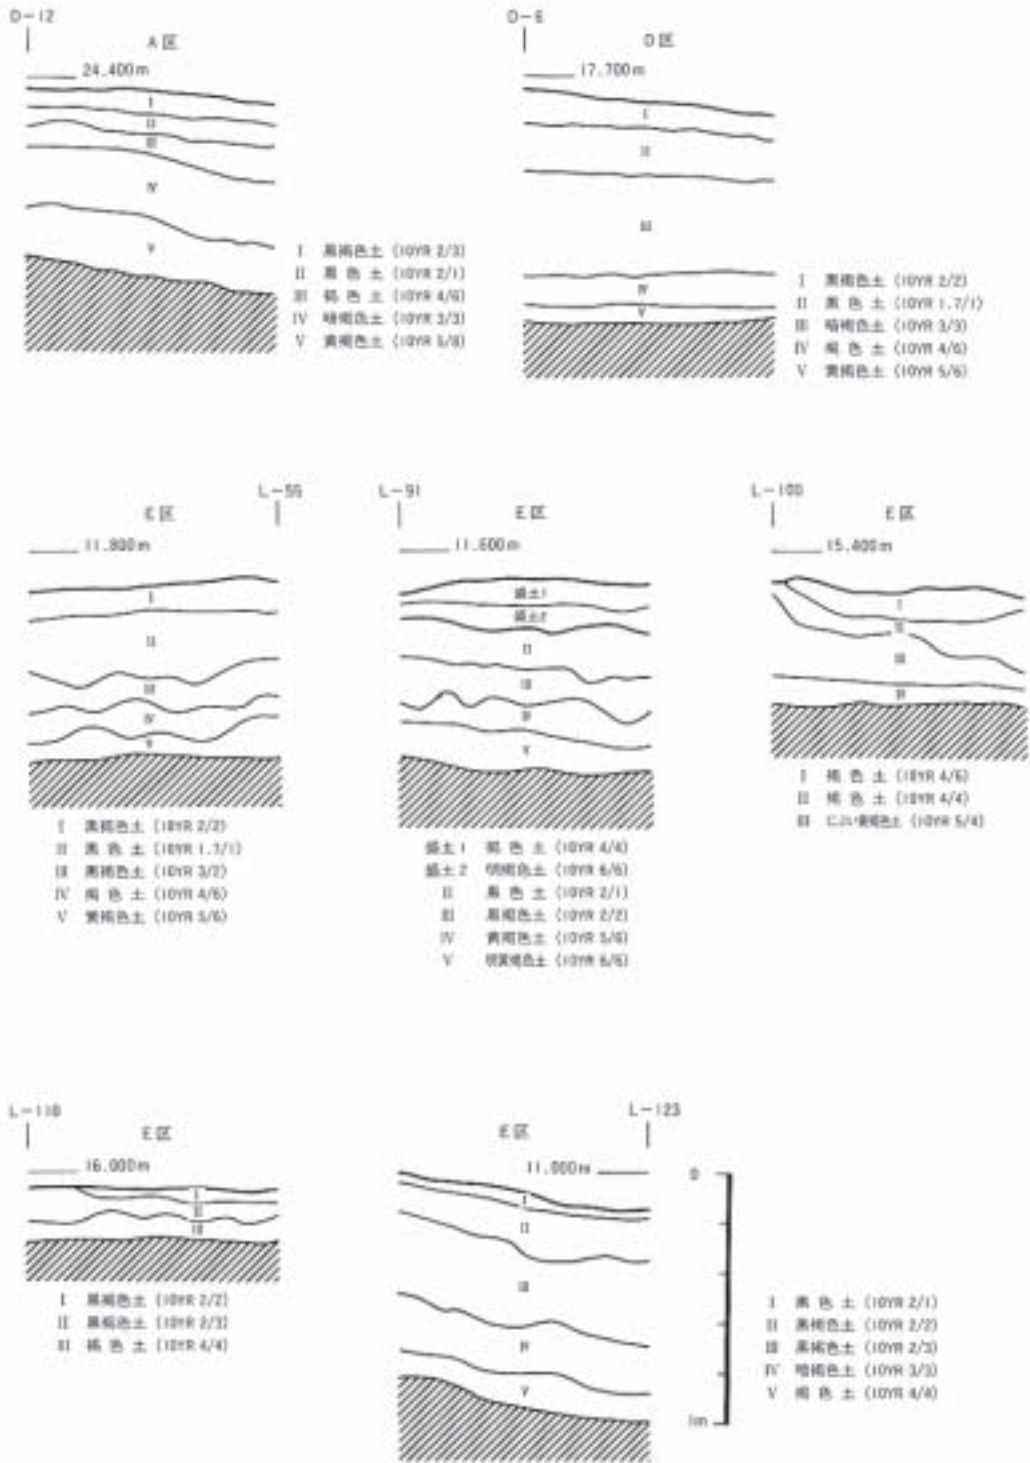 D-12
A区
24.400m
I
II
III
IV
V
I 黒褐色土 (10YR 2/3)
II 黒色土 (10YR 2/1)
III 褐色土 (10YR 4/6)
IV 暗褐色土 (10YR 3/3)
V 黄褐色土 (10YR 5/8)
D-6
D区
17.700m
I
II
III
IV
V
I 黒褐色土 (10YR 2/2)
II 黒色土 (10YR 1.7/1)
III 暗褐色土 (10YR 3/3)
IV 褐色土 (10YR 4/6)
V 黄褐色土 (10YR 5/6)
L-55
E区
11.800m
I
II
III
IV
V
I 黒褐色土 (10YR 2/2)
II 黒色土 (10YR 1.7/1)
III 黒褐色土 (10YR 3/2)
IV 褐色土 (10YR 4/6)
V 黄褐色土 (10YR 5/6)
L-91
E区
11.600m
盛土1
盛土2
II
III
IV
V
盛土1 褐色土 (10YR 4/4)
盛土2 明褐色土 (10YR 6/6)
II 黒色土 (10YR 2/1)
III 黒褐色土 (10YR 2/2)
IV 黄褐色土 (10YR 5/6)
V 明黄褐色土 (10YR 6/6)
L-100
E区
15.400m
I
II
III
IV
I 褐色土 (10YR 4/6)
II 褐色土 (10YR 4/4)
III にぶい黄褐色土 (10YR 5/4)
L-118
E区
16.000m
I
II
III
I 黒褐色土 (10YR 2/2)
II 黒褐色土 (10YR 2/3)
III 褐色土 (10YR 4/4)
L-123
E区
11.000m
I
II
III
IV
V
0
1m
I 黒色土 (10YR 2/1)
II 黒褐色土 (10YR 2/2)
III 黒褐色土 (10YR 2/3)
IV 暗褐色土 (10YR 3/3)
V 褐色土 (10YR 4/4)